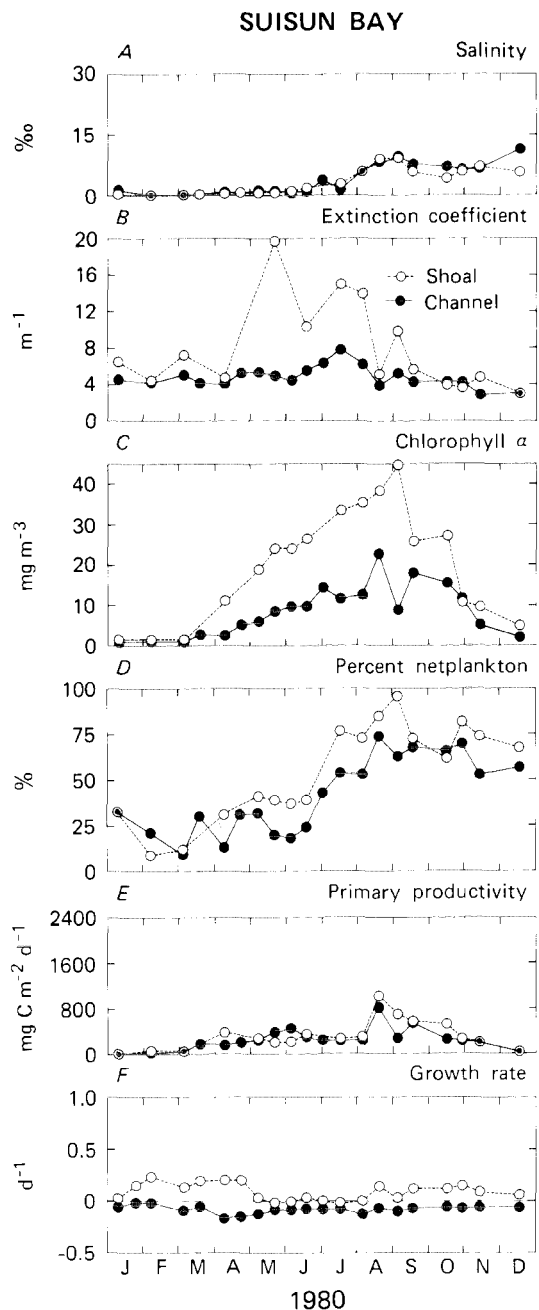 SUISUN BAY
A Salinity
30
15
0
‰
B Extinction coefficient
20
16
12
8
4
0
m⁻¹
Shoal
Channel
C Chlorophyll α
40
30
20
10
0
mg m⁻³
D Percent netplankton
100
75
50
25
0
%
E Primary productivity
2400
1600
800
0
mg C m⁻² d⁻¹
F Growth rate
1.0
0.5
0
-0.5
d⁻¹
J F M A M J J A S O N D
1980